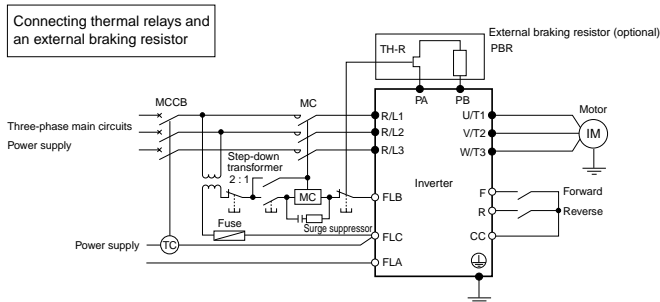 Connecting thermal relays and
an external braking resistor
External braking resistor (optional)
TH-R
PBR
PA
PB
MCCB
MC
Motor
Three-phase main circuits
Power supply
R/L1
R/L2
R/L3
U/T1
V/T2
W/T3
IM
Step-down
transformer
2 : 1
Inverter
MC
FLB
F
Forward
R
Reverse
Surge suppressor
Fuse
FLC
CC
Power supply
TC
FLA